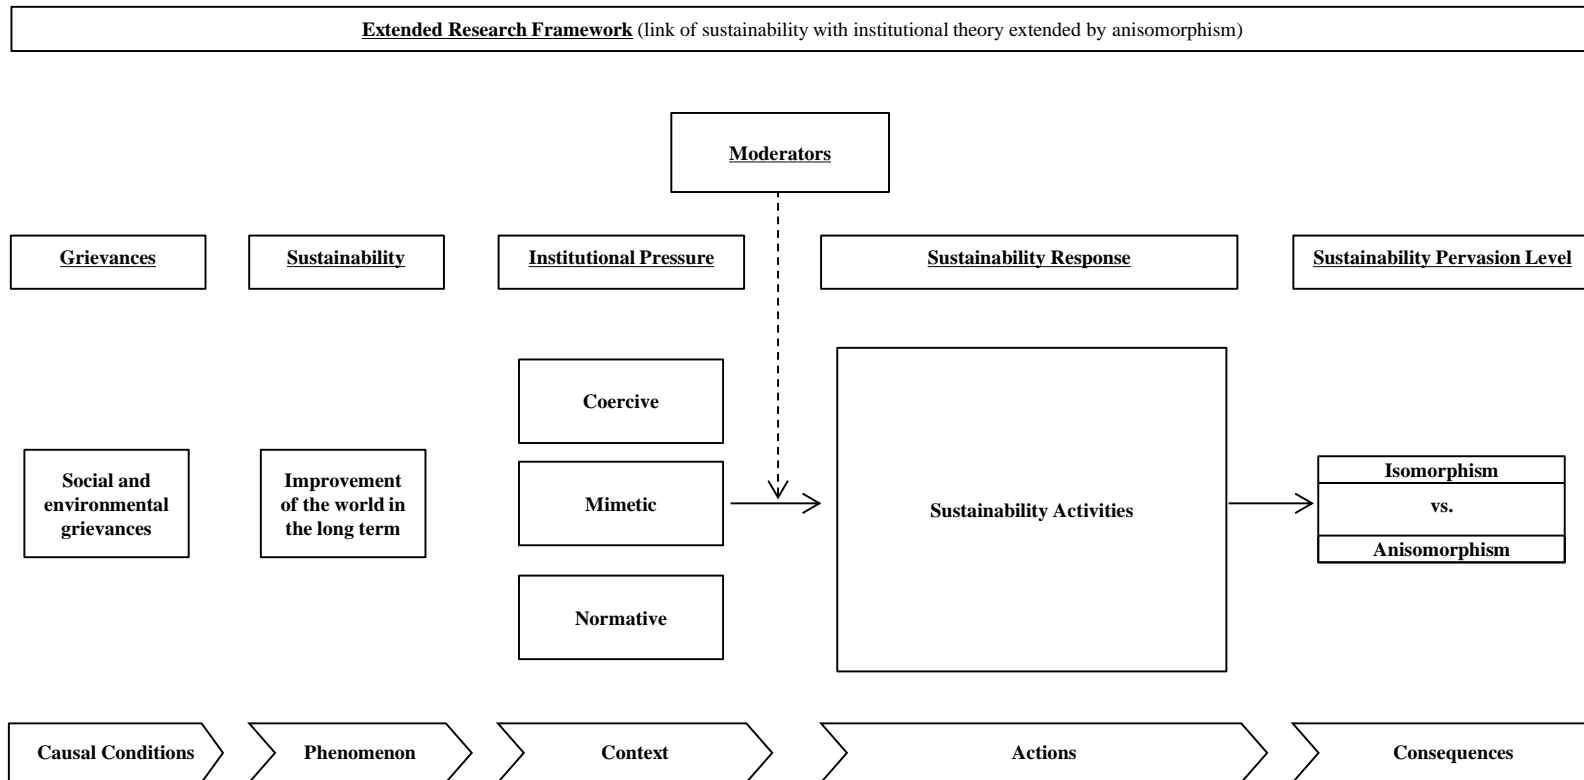 Extended Research Framework (link of sustainability with institutional theory extended by anisomorphism)
Moderators
Grievances
Sustainability
Institutional Pressure
Sustainability Response
Sustainability Pervasion Level
Social and
environmental
grievances
Improvement
of the world in
the long term
Coercive
Mimetic
Normative
Sustainability Activities
Isomorphism
vs.
Anisomorphism
Causal Conditions
Phenomenon
Context
Actions
Consequences